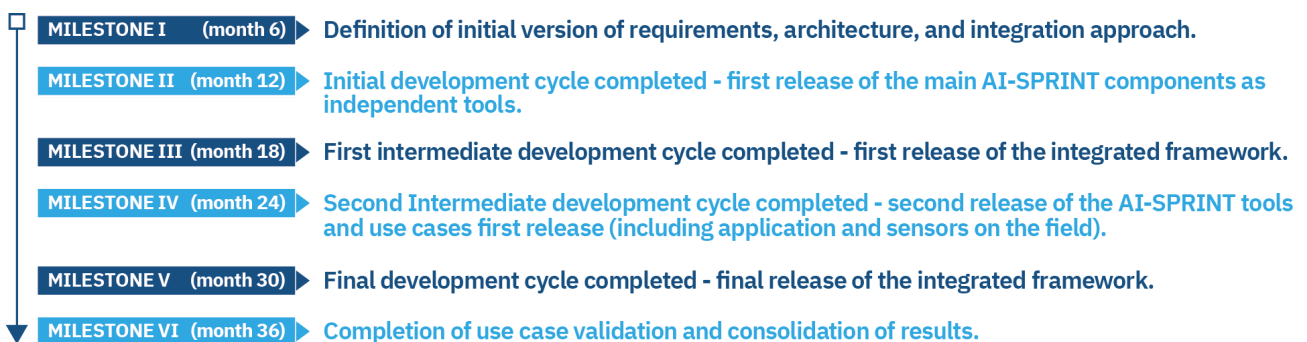 MILESTONE I (month 6) Definition of initial version of requirements, architecture, and integration approach.
MILESTONE II (month 12) Initial development cycle completed - first release of the main AI-SPRINT components as
independent tools.
MILESTONE III (month 18) First intermediate development cycle completed - first release of the integrated framework.
MILESTONE IV (month 24) Second Intermediate development cycle completed - second release of the AI-SPRINT tools
and use cases first release (including application and sensors on the field).
MILESTONE V (month 30) Final development cycle completed - final release of the integrated framework.
MILESTONE VI (month 36) Completion of use case validation and consolidation of results.